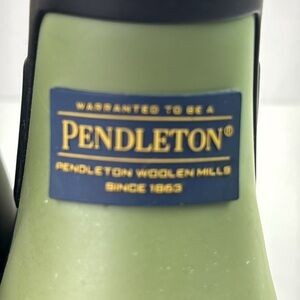 WARRANTED TO BE A
PENDLETON®
PENDLETON WOOLEN MILLS
SINCE 1863